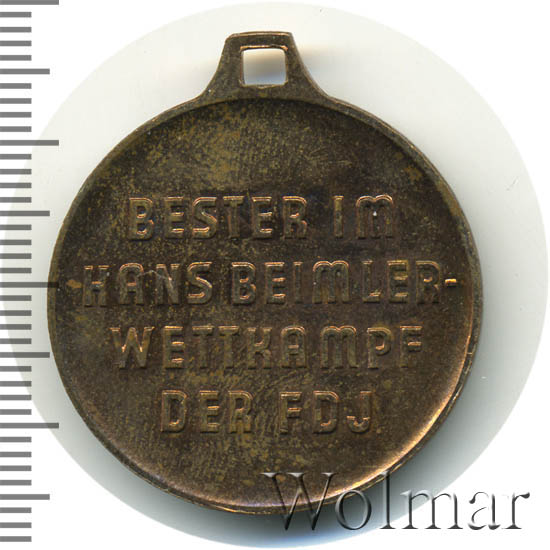 BESTER IM
HANS BEIMLER-
WETTKAMPF
DER FDJ
Wolmar